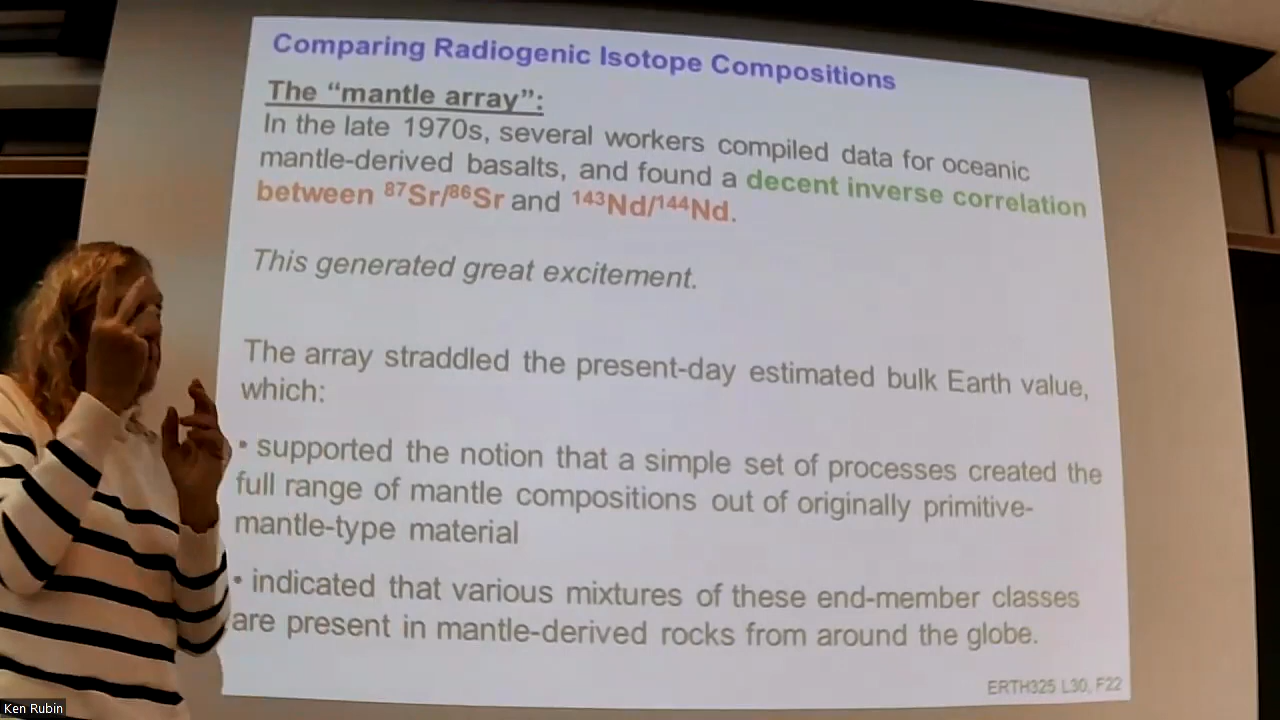 Comparing Radiogenic Isotope Compositions
The “mantle array”:
In the late 1970s, several workers compiled data for oceanic
mantle-derived basalts, and found a decent inverse correlation
between ⁸⁷Sr/⁸⁶Sr and ¹⁴³Nd/¹⁴⁴Nd.
This generated great excitement.
The array straddled the present-day estimated bulk Earth value,
which:
• supported the notion that a simple set of processes created the
full range of mantle compositions out of originally primitive-
mantle-type material
• indicated that various mixtures of these end-member classes
are present in mantle-derived rocks from around the globe.
ERTH325 L30, F22
Ken Rubin